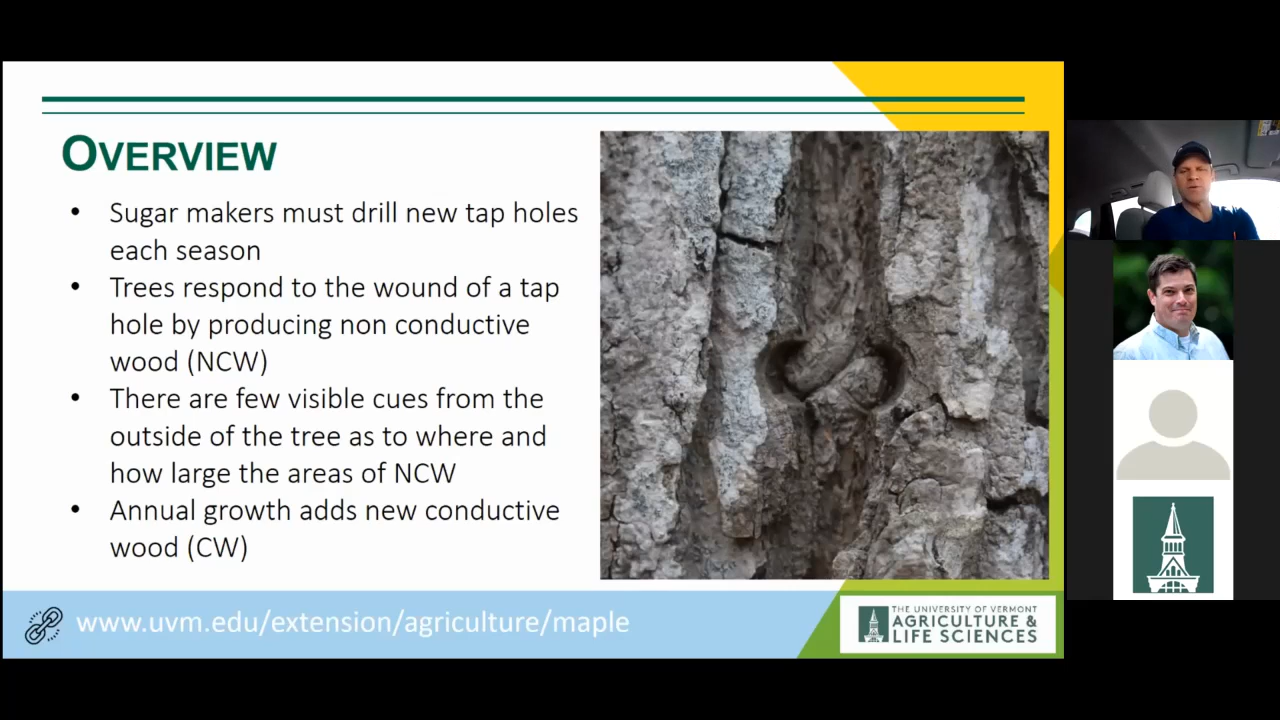 OVERVIEW
• Sugar makers must drill new tap holes
each season
• Trees respond to the wound of a tap
hole by producing non conductive
wood (NCW)
• There are few visible cues from the
outside of the tree as to where and
how large the areas of NCW
• Annual growth adds new conductive
wood (CW)
www.uvm.edu/extension/agriculture/maple
THE UNIVERSITY OF VERMONT
AGRICULTURE &
LIFE SCIENCES